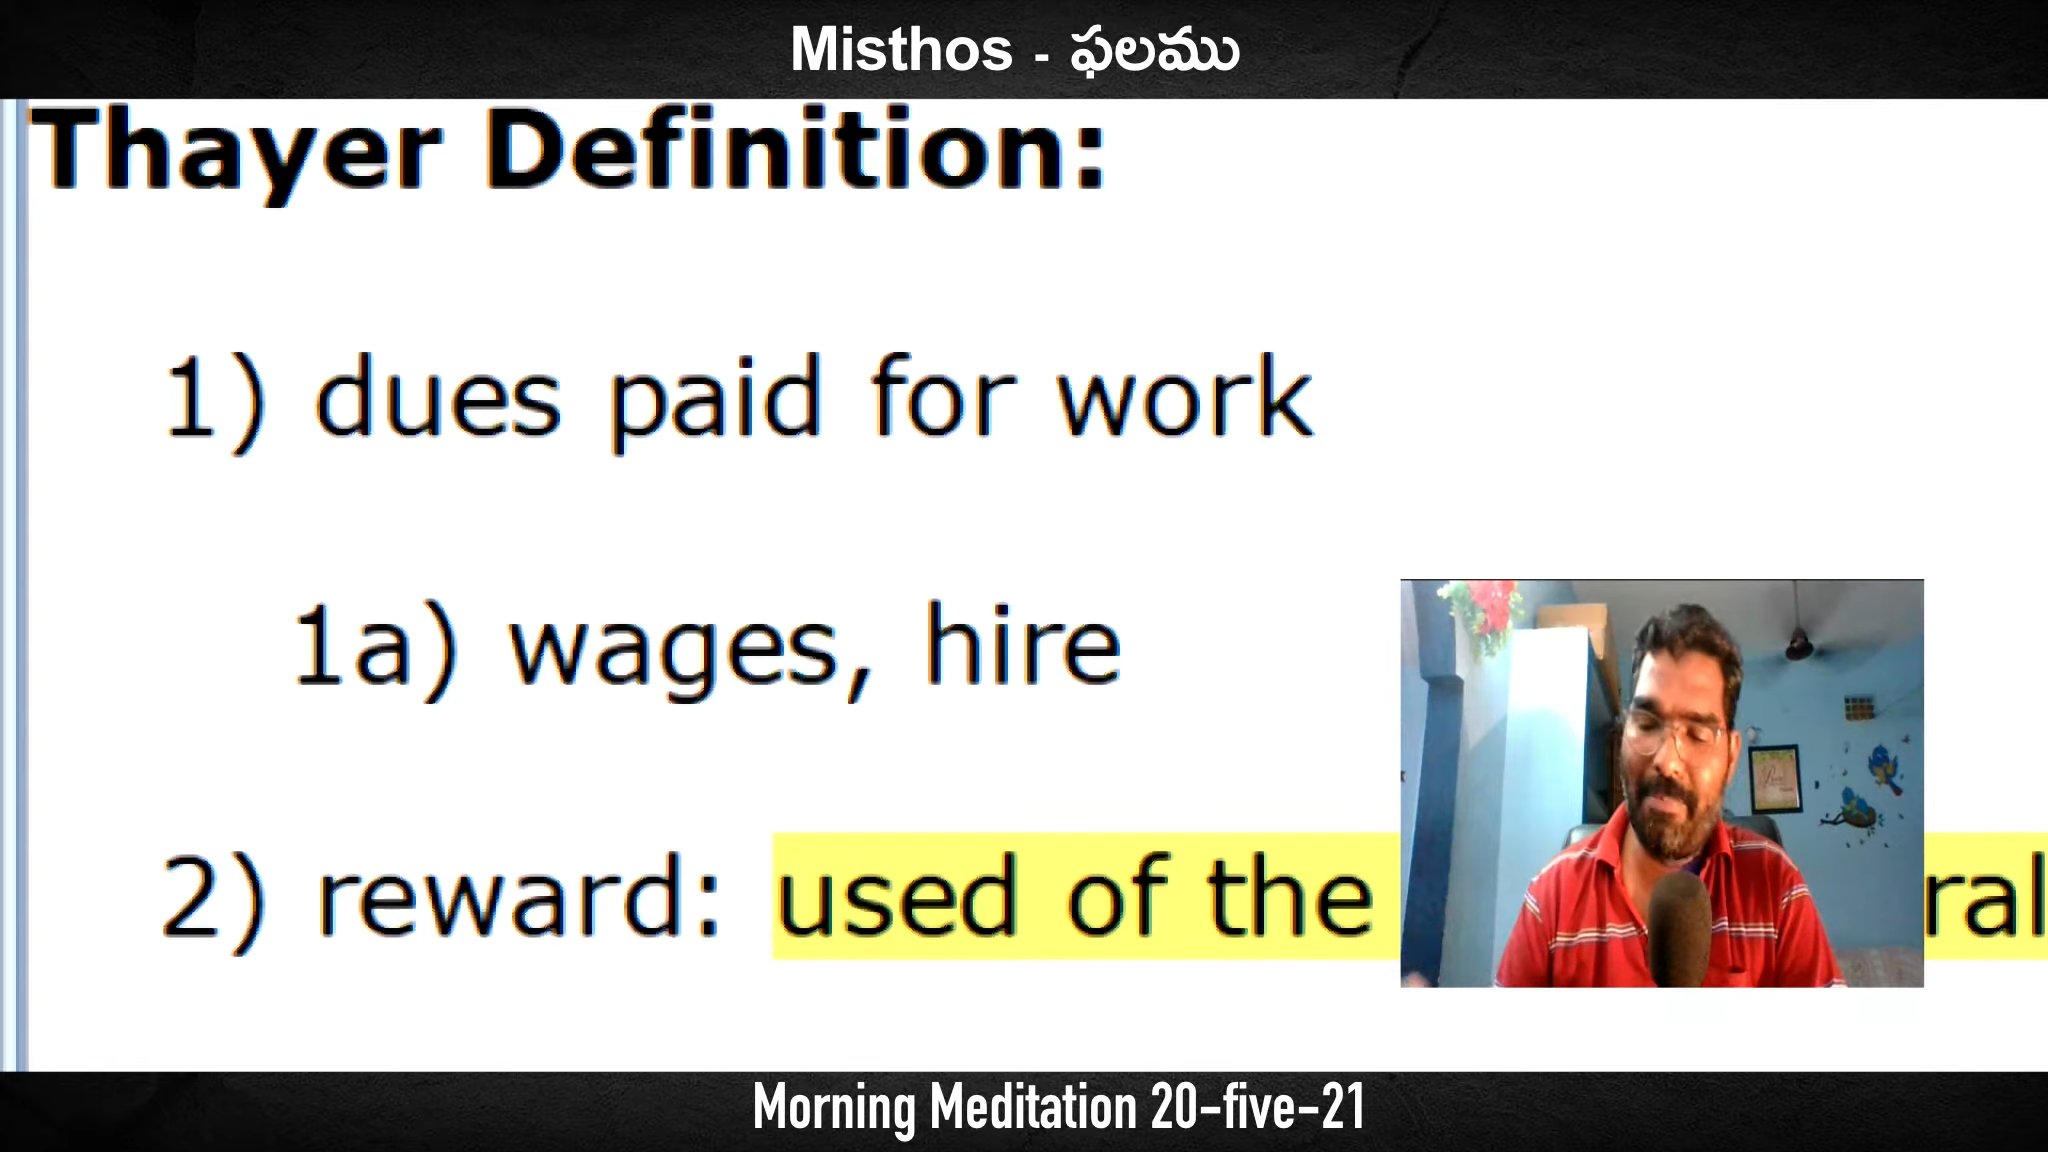 Misthos - ఫలము
Thayer Definition:
1) dues paid for work
1a) wages, hire
2) reward: used of the
Morning Meditation 20-five-21